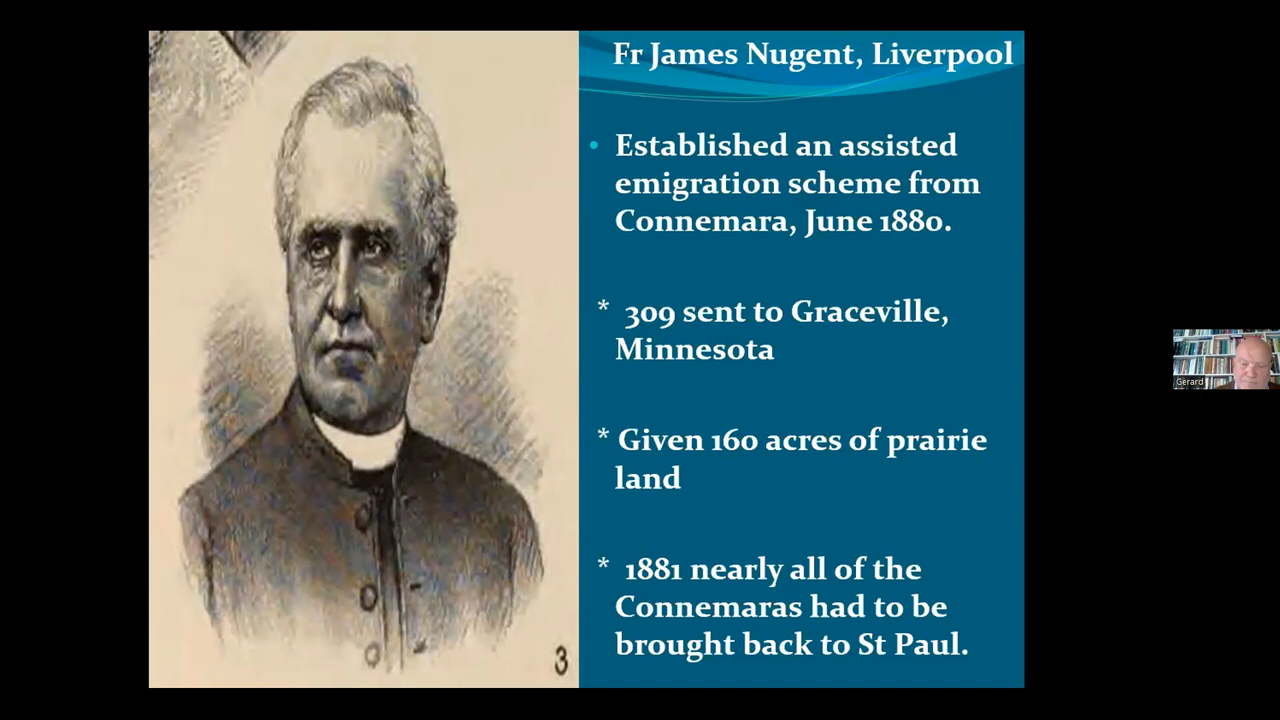 Fr James Nugent, Liverpool
• Established an assisted
emigration scheme from
Connemara, June 1880.
* 309 sent to Graceville,
Minnesota
* Given 160 acres of prairie
land
* 1881 nearly all of the
Connemaras had to be
brought back to St Paul.
3
Gerard